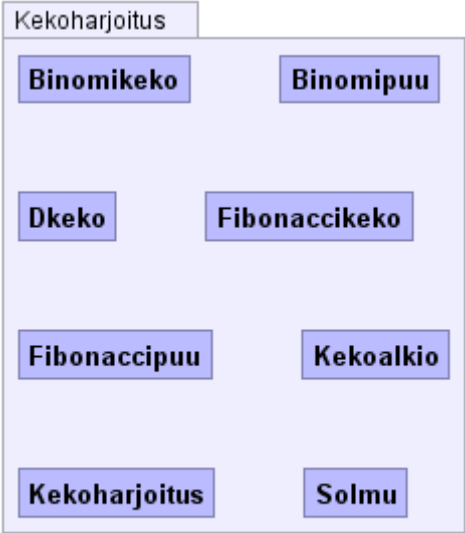 Kekoharjoitus
Binomikeko Binomipuu
Dkeko Fibonaccikeko
Fibonaccipuu Kekoalkio
Kekoharjoitus Solmu